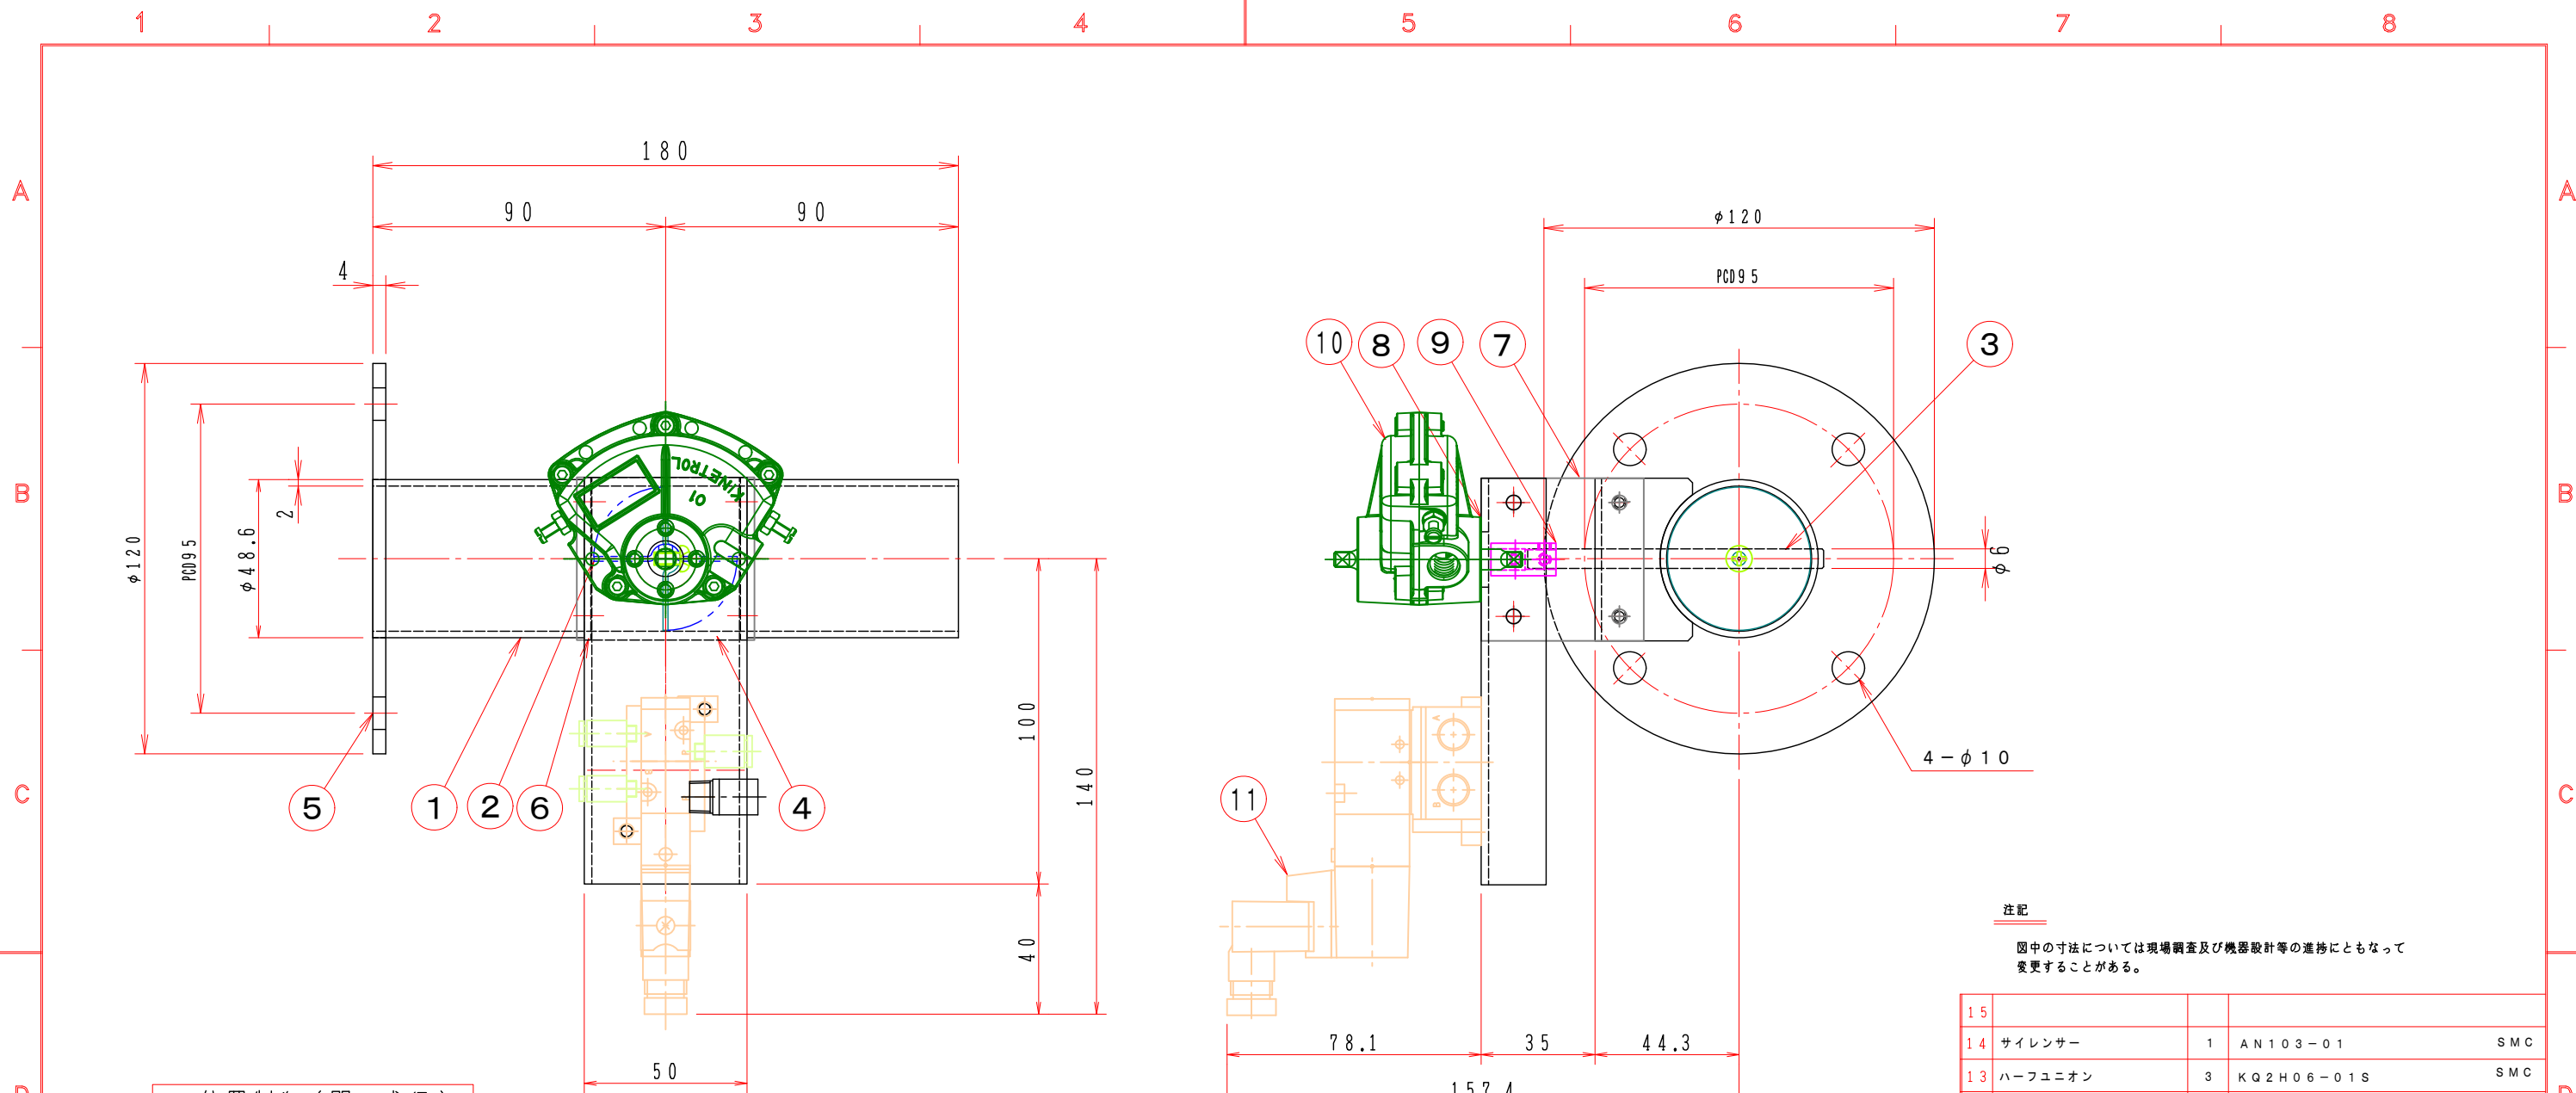 1 2 3 4 5 6 7 8
A A
180
90 90
φ120
4
PCD95
10 8 9 7 3
B B
KINETROL
01
2
φ120
PCD95
φ48.6
φ6
100
140
4-φ10
C C
5 1 2 6 4
11
A
B
注記
図中の寸法については現場調査及び機器設計等の進捗にともなって
変更することがある。
40
15
78.1 35 44.3
14 サイレンサー 1 AN103-01 SMC
50
13 ハーフユニオン 3 KQ2H06-01S SMC
157.4
D D